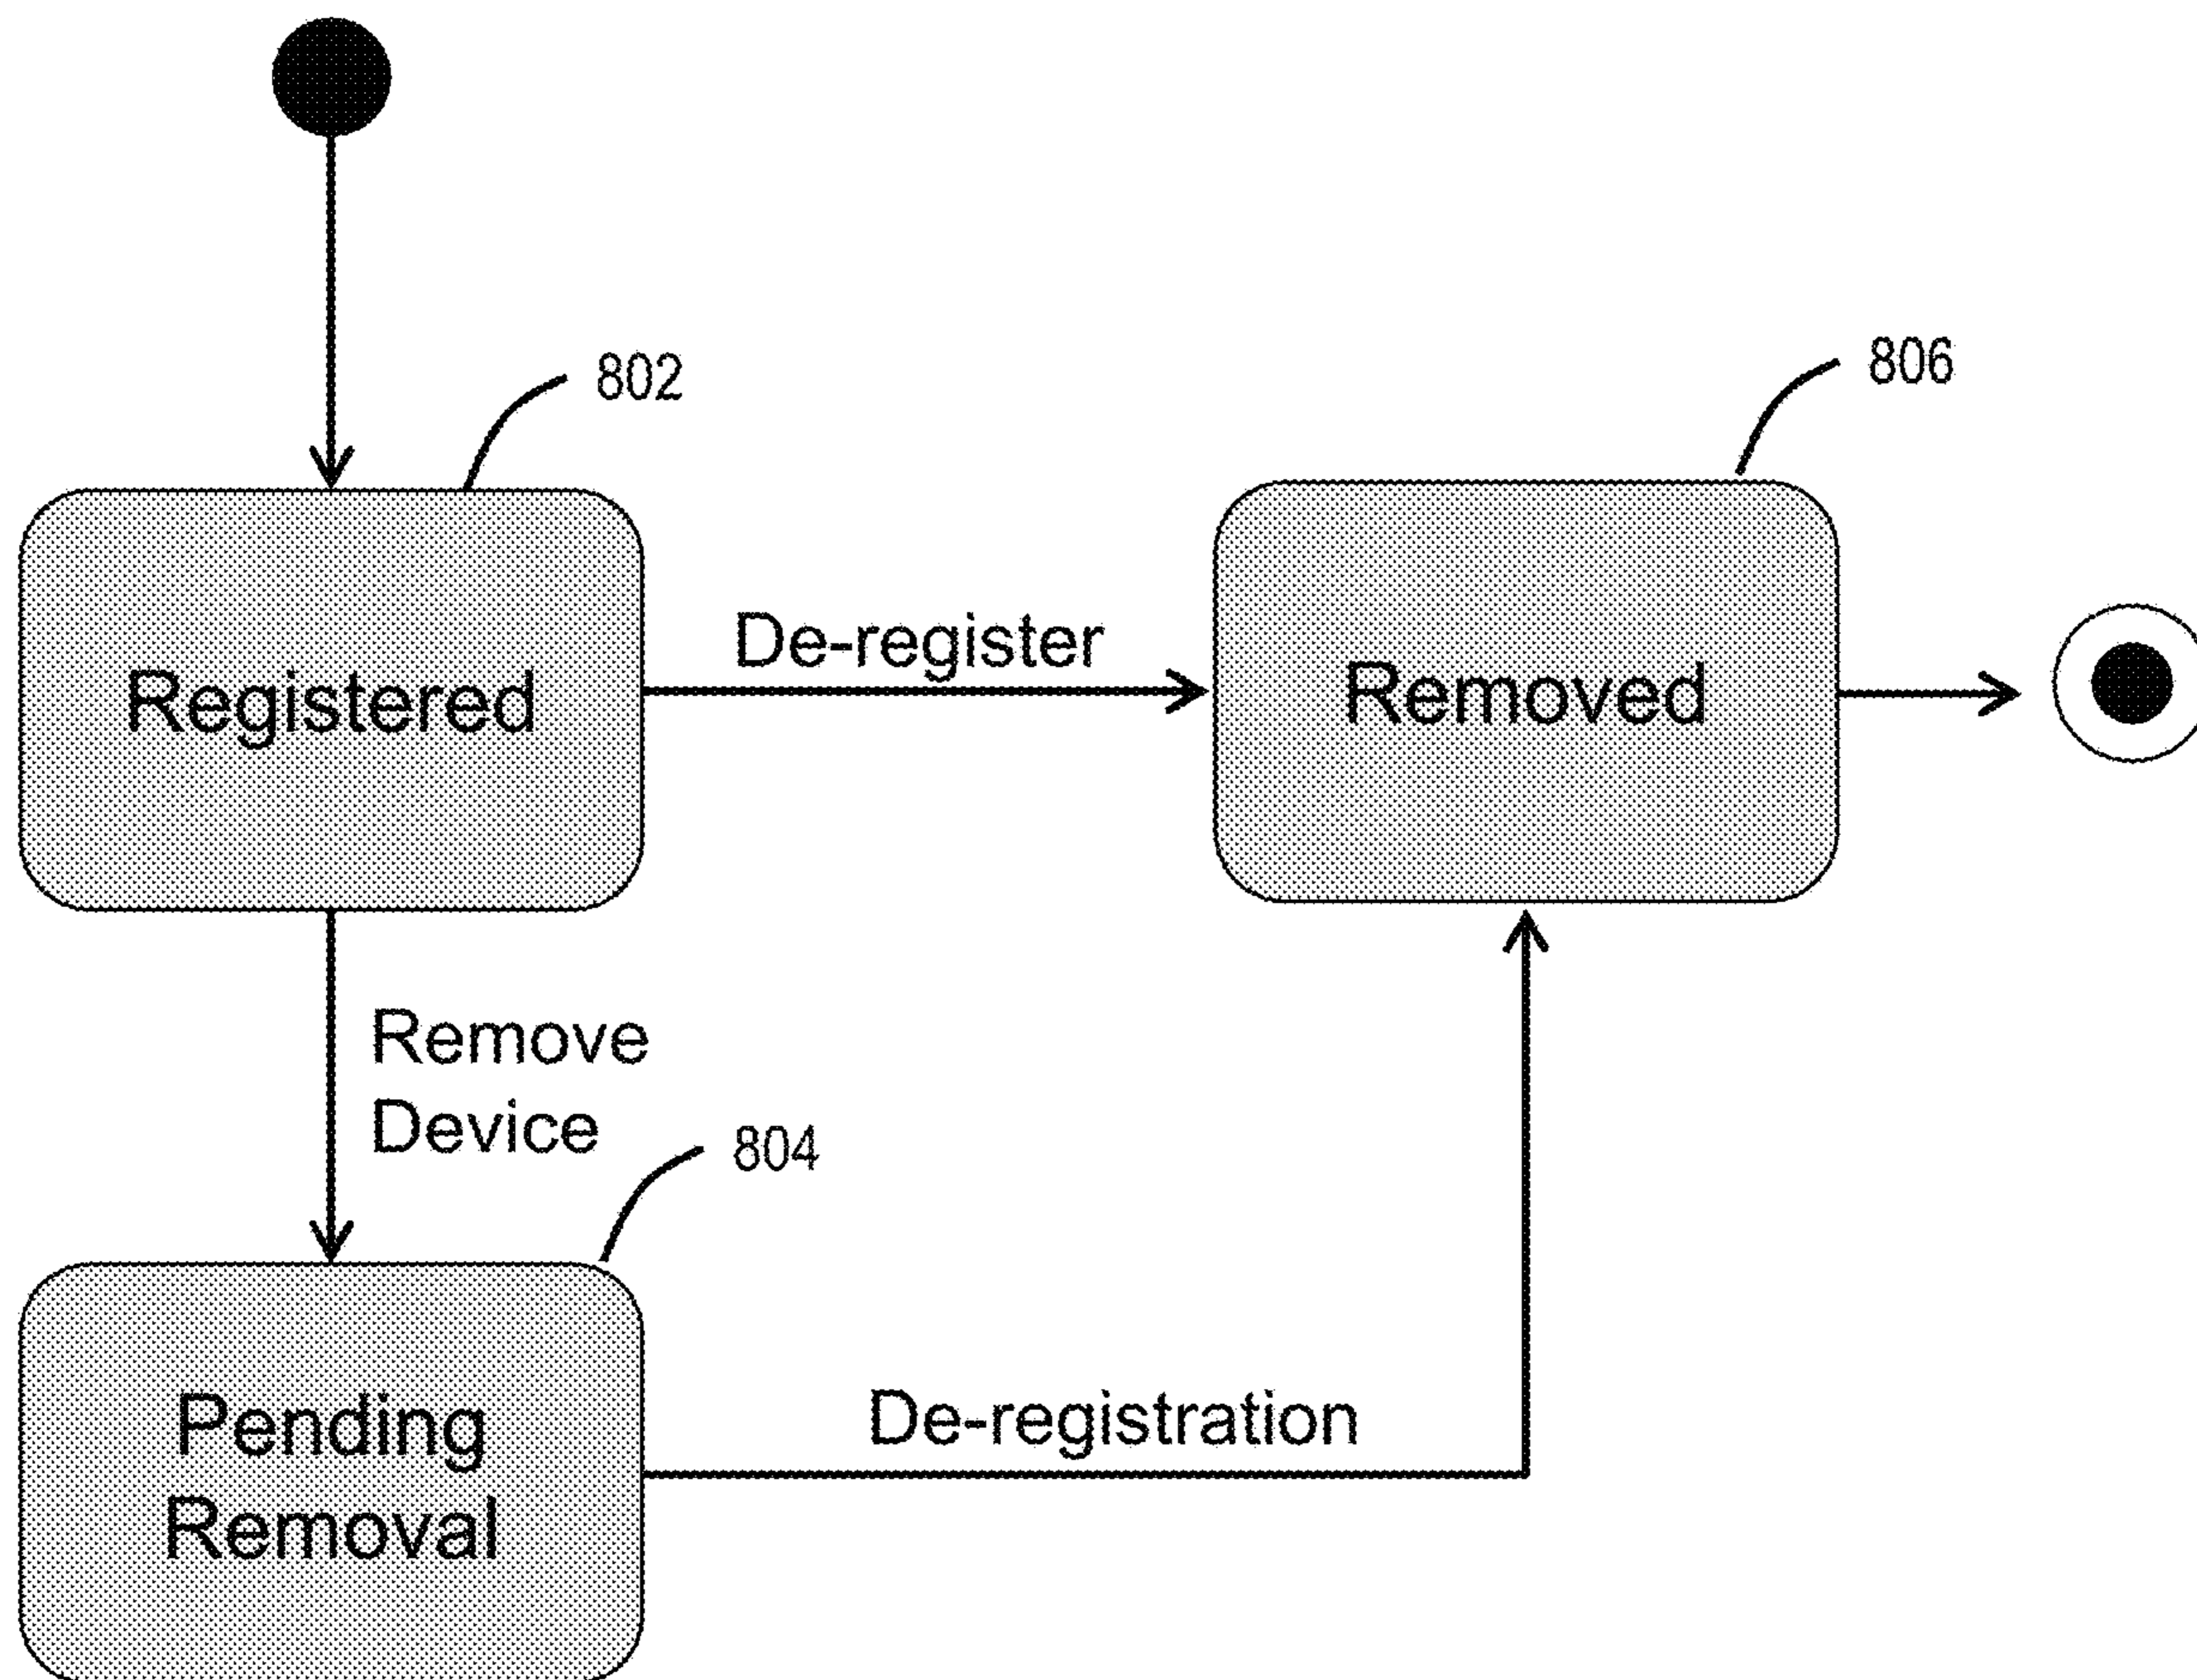 802
806
Registered
De-register
Removed
Remove
Device
804
Pending
Removal
De-registration